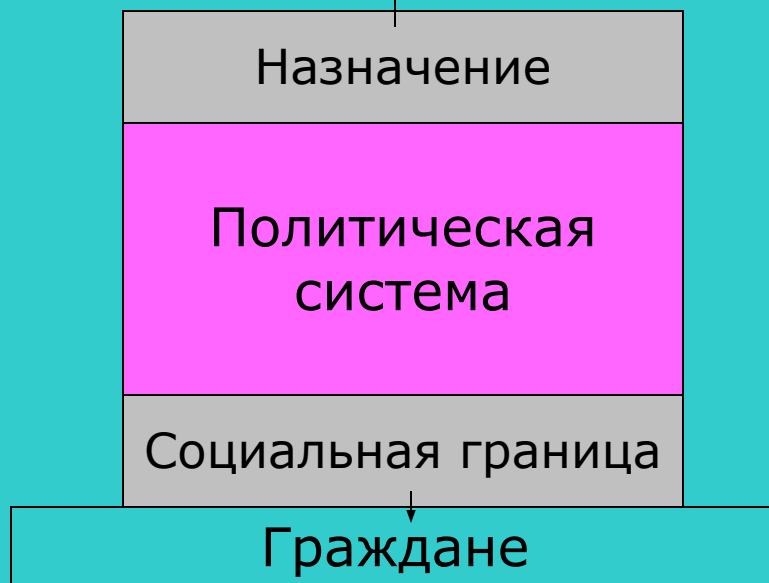 Назначение
Политическая
система
Социальная граница
Граждане